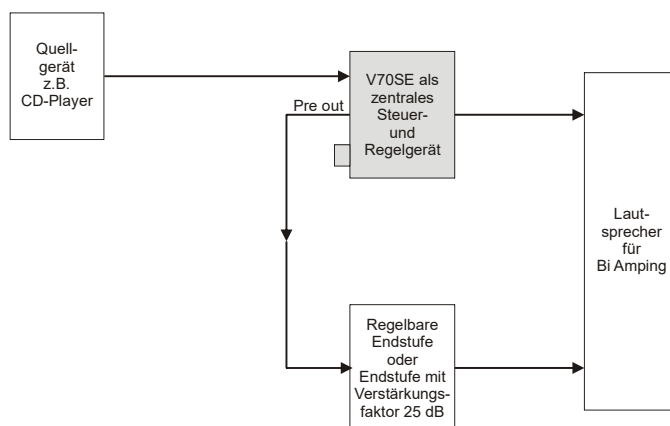 Quell-
gerät
z.B.
CD-Player
V70SE als
zentrales
Steuer-
und
Regelgerät
Pre out
Laut-
sprecher
für
Bi Amping
Regelbare
Endstufe
oder
Endstufe mit
Verstärkungs-
faktor 25 dB